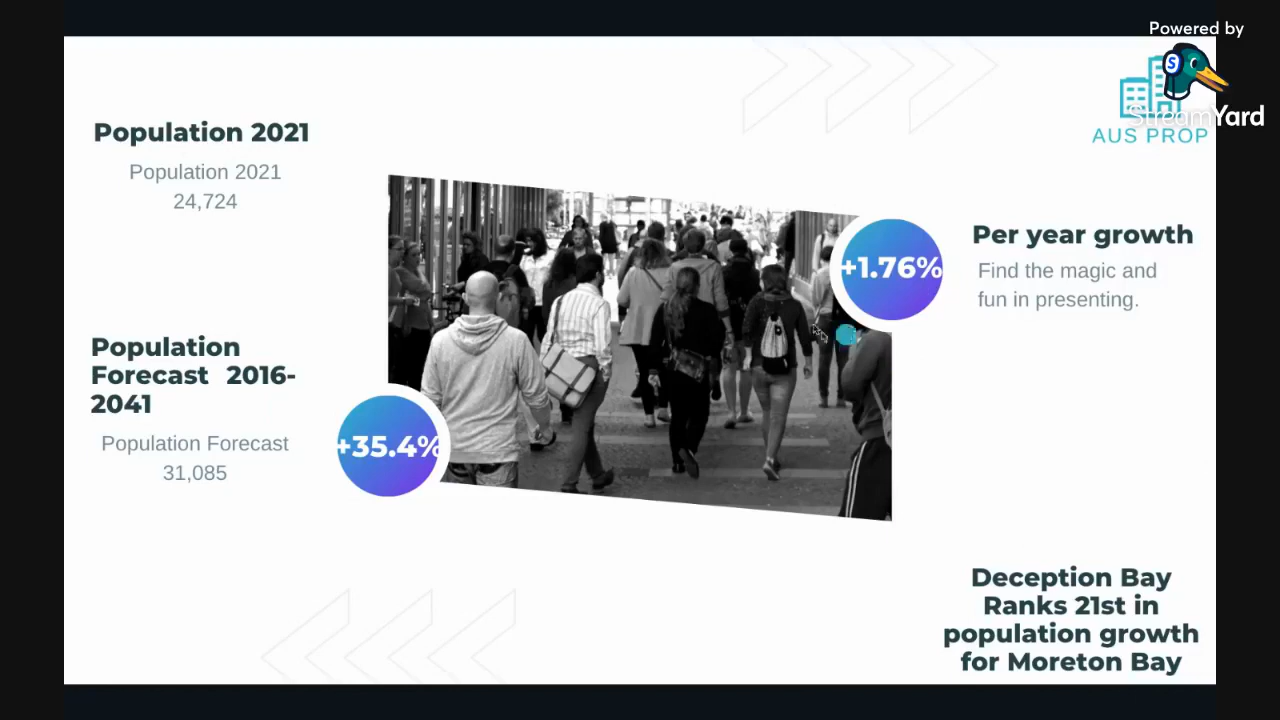 Powered by
StreamYard
AUS PROP
Population 2021
Population 2021
24,724
Per year growth
+1.76%
Find the magic and
fun in presenting.
Population
Forecast 2016-
2041
Population Forecast
31,085
+35.4%
Deception Bay
Ranks 21st in
population growth
for Moreton Bay